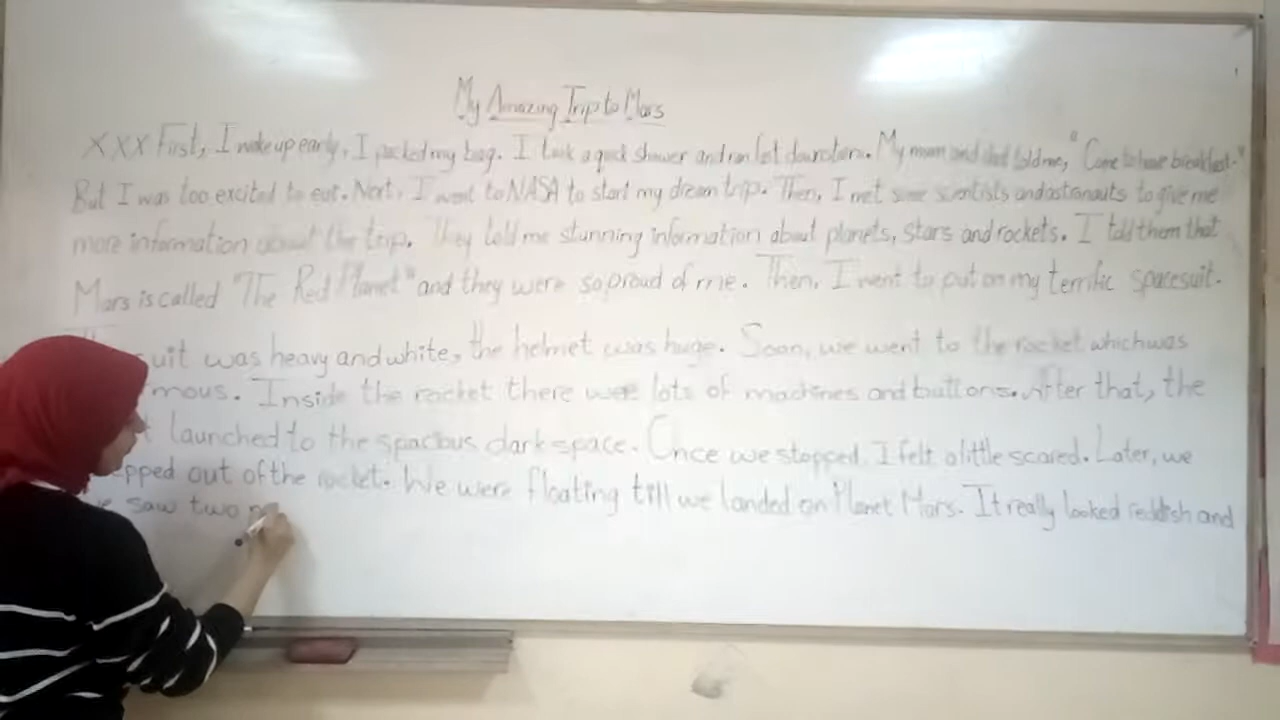 My Amazing Trip to Mars
XXX First, I wake up early, I packed my bag. I took a quick shower and ran fast downstairs. My mum and dad told me, "Come to have breakfast."
But I was too excited to eat. Next, I went to NASA to start my dream trip. Then, I met some scientists and astronauts to give me
more information about the trip. They told me stunning information about planets, stars and rockets. I told them that
Mars is called "The Red Planet" and they were so proud of me. Then, I went to put on my terrific spacesuit.
suit was heavy and white, the helmet was huge. Soon, we went to the rocket which was
mous. Inside the rocket there were lots of machines and buttons. After that, the
launched to the spacious dark space. Once we stopped, I felt a little scared. Later, we
epped out of the rocket. We were floating till we landed on Planet Mars. It really looked reddish and
saw two